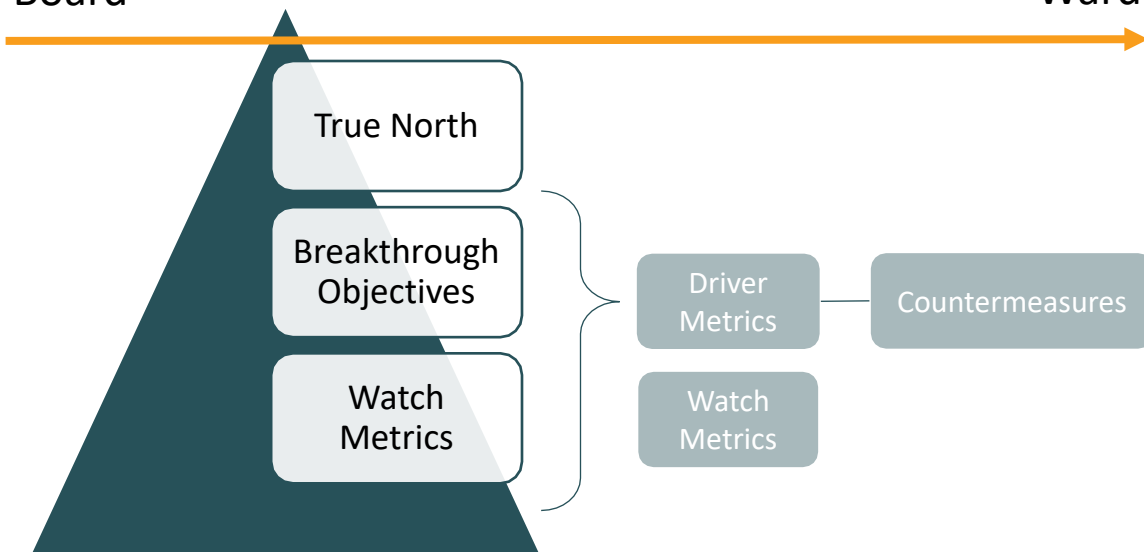 Board
Ward
True North
Breakthrough
Objectives
Driver
Metrics
Countermeasures
Watch
Metrics
Watch
Metrics